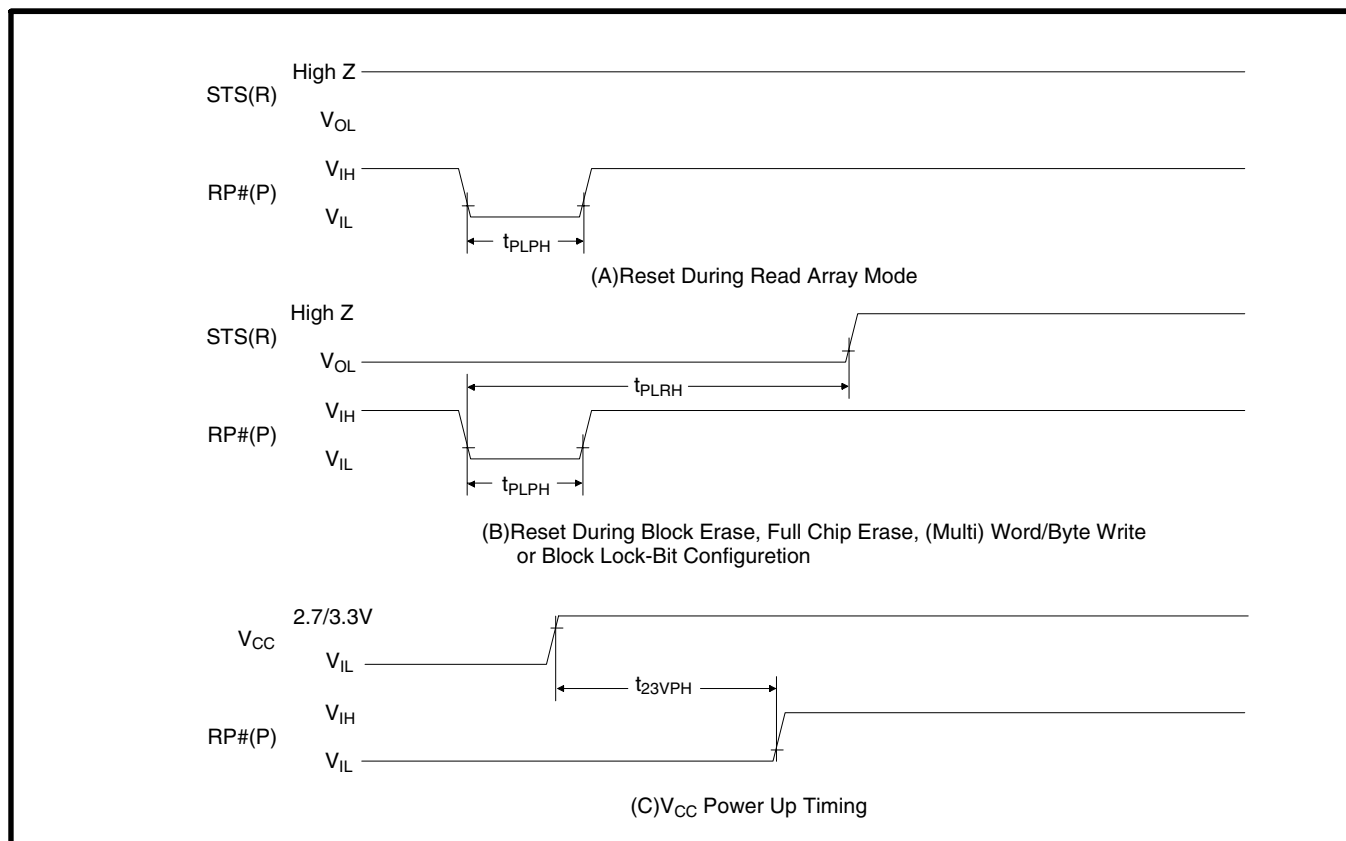 High Z
STS(R)
VOL
VIH
RP#(P)
VIL
tPLPH
(A)Reset During Read Array Mode
High Z
STS(R)
VOL
tPLRH
VIH
RP#(P)
VIL
tPLPH
(B)Reset During Block Erase, Full Chip Erase, (Multi) Word/Byte Write
or Block Lock-Bit Configuretion
2.7/3.3V
VCC
VIL
t23VPH
VIH
RP#(P)
VIL
(C)VCC Power Up Timing